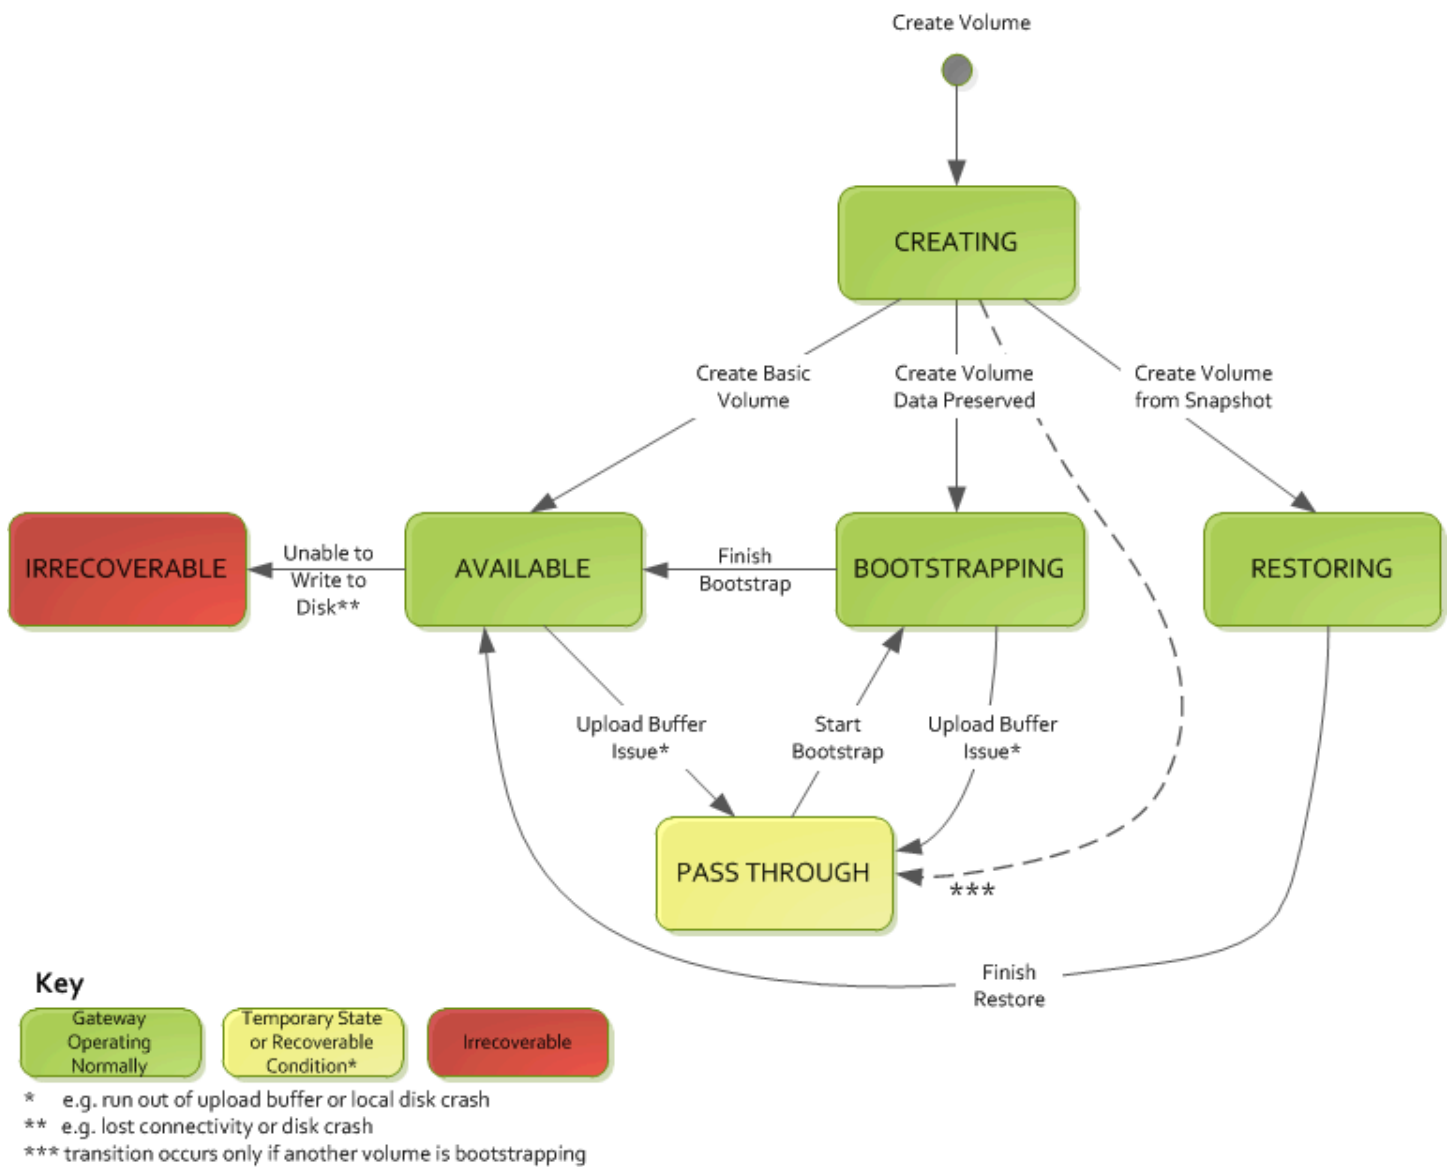 Create Volume
CREATING
Create Basic
Volume
Create Volume
Data Preserved
Create Volume
from Snapshot
IRRECOVERABLE
Unable to
Write to
Disk**
AVAILABLE
Finish
Bootstrap
BOOTSTRAPPING
RESTORING
Upload Buffer
Issue*
Start
Bootstrap
Upload Buffer
Issue*
PASS THROUGH
***
Finish
Restore
Key
Gateway
Operating
Normally
Temporary State
or Recoverable
Condition*
Irrecoverable
* e.g. run out of upload buffer or local disk crash
** e.g. lost connectivity or disk crash
*** transition occurs only if another volume is bootstrapping